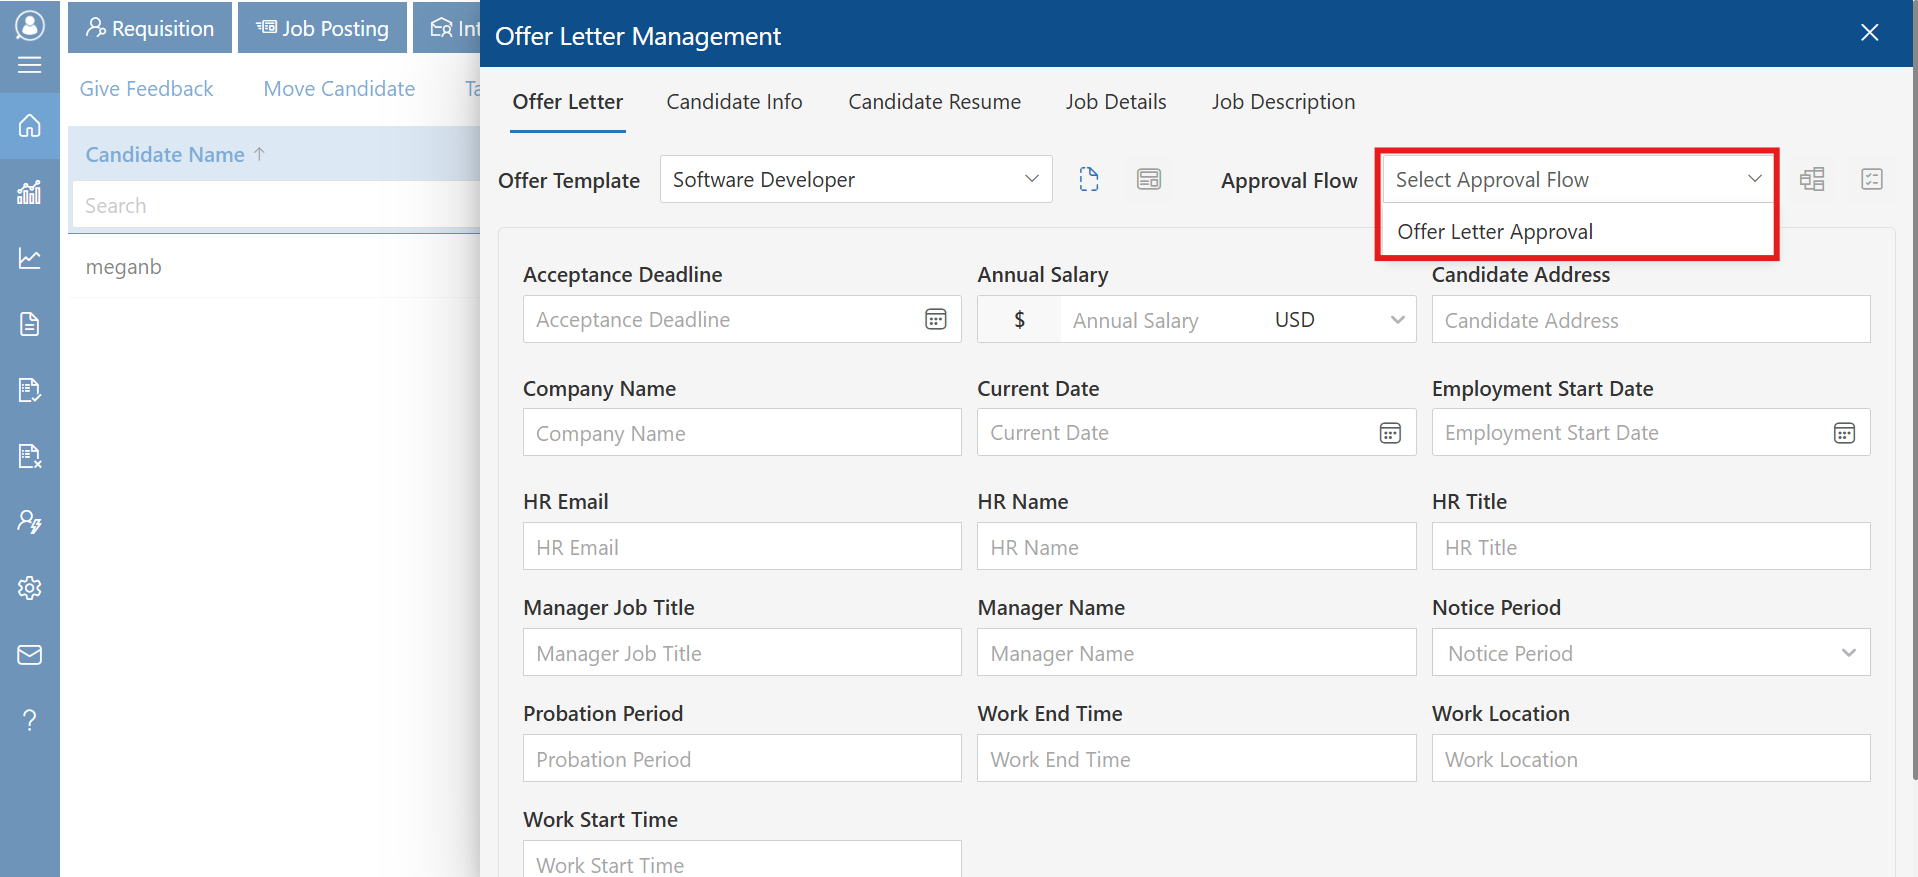 Requisition
Job Posting
Int
Offer Letter Management
Give Feedback
Move Candidate
Ta
Offer Letter
Candidate Info
Candidate Resume
Job Details
Job Description
Candidate Name
Search
meganb
Offer Template
Software Developer
Approval Flow
Select Approval Flow
Offer Letter Approval
Acceptance Deadline
Annual Salary
Candidate Address
Acceptance Deadline
$
Annual Salary
USD
Candidate Address
Company Name
Current Date
Employment Start Date
Company Name
Current Date
Employment Start Date
HR Email
HR Name
HR Title
HR Email
HR Name
HR Title
Manager Job Title
Manager Name
Notice Period
Manager Job Title
Manager Name
Notice Period
Probation Period
Work End Time
Work Location
Probation Period
Work End Time
Work Location
Work Start Time
Work Start Time